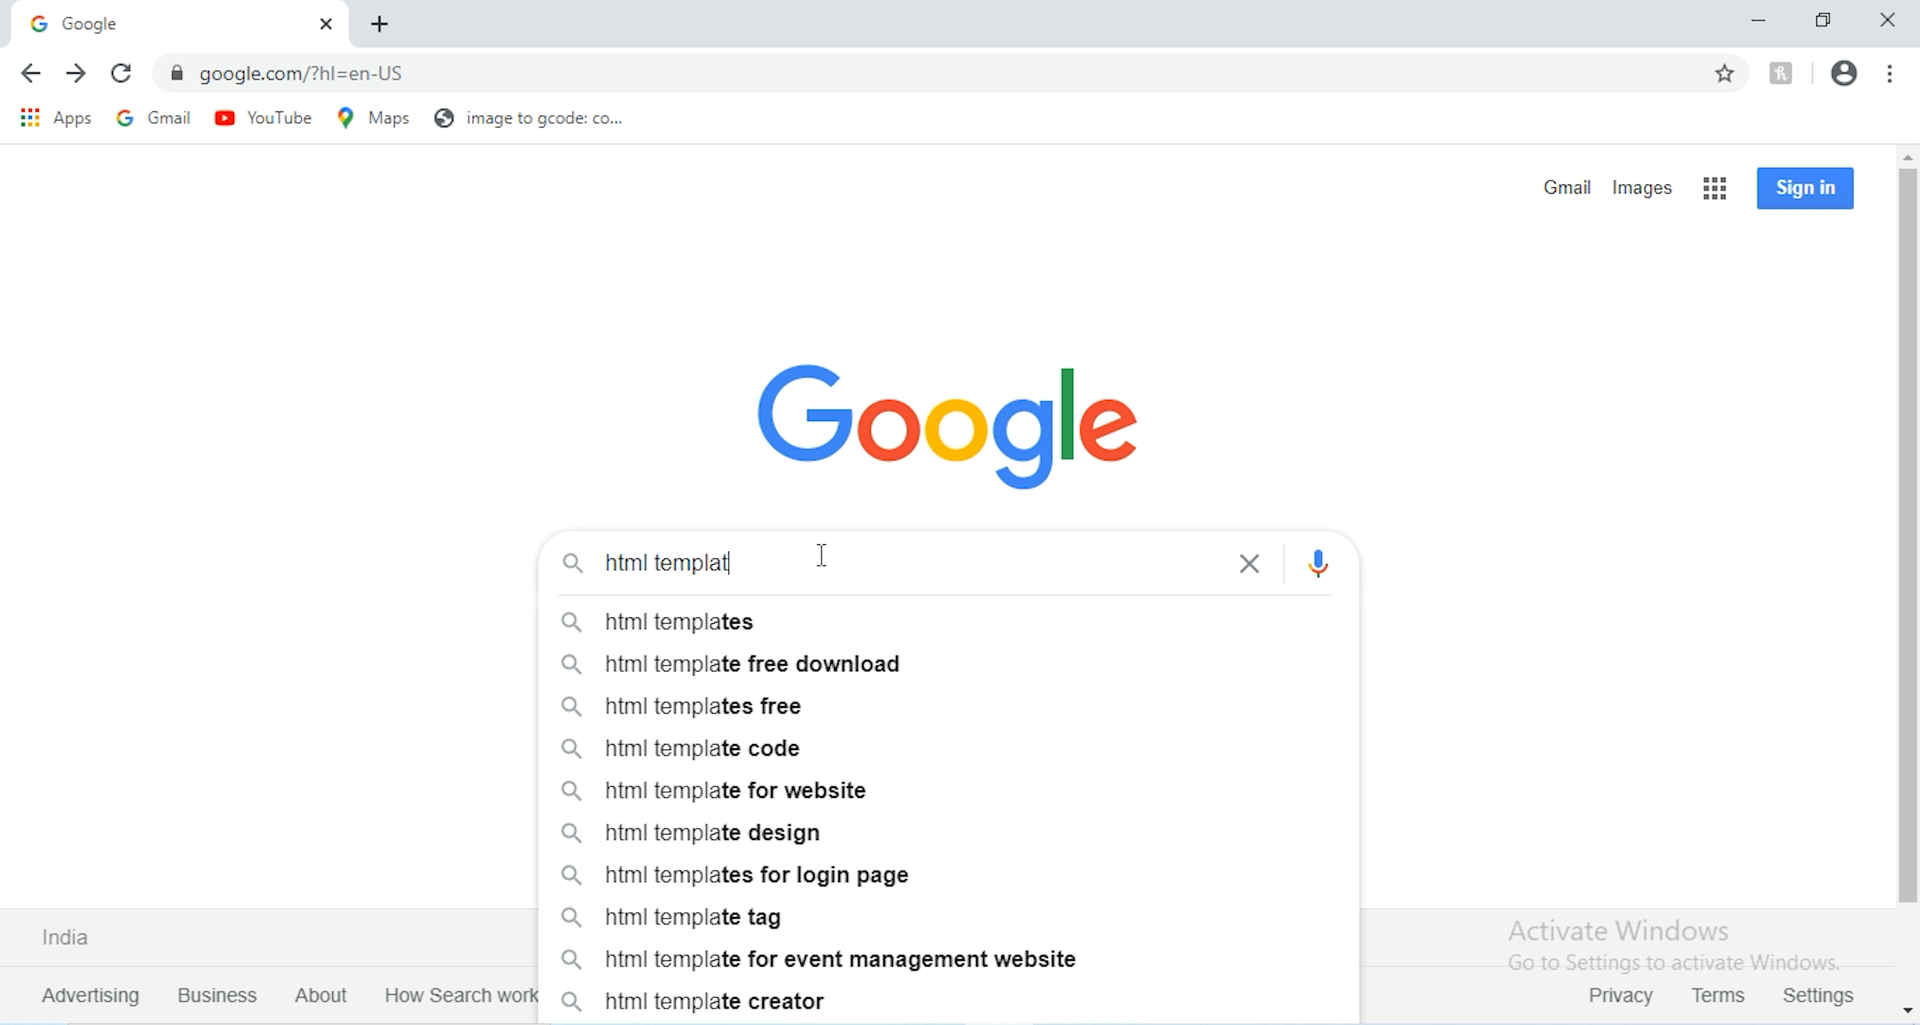 Google
google.com/?hl=en-US
Apps Gmail YouTube Maps image to gcode: co...
Gmail Images Sign in
Google
html templat
html templates
html template free download
html templates free
html template code
html template for website
html template design
html templates for login page
html template tag
html template for event management website
html template creator
India
Activate Windows
Go to Settings to activate Windows.
Advertising Business About How Search work
Privacy Terms Settings